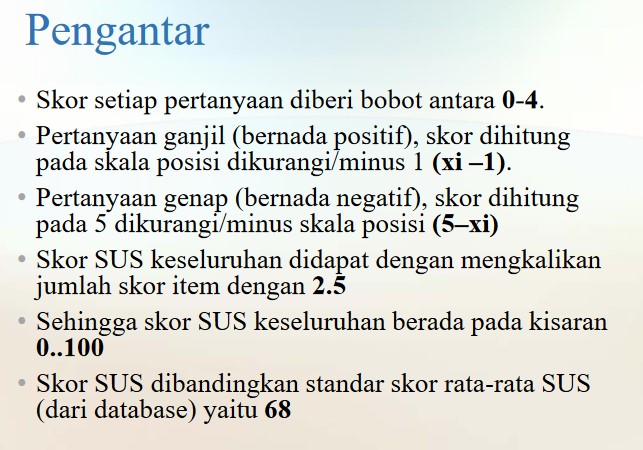 Pengantar
• Skor setiap pertanyaan diberi bobot antara 0-4.
• Pertanyaan ganjil (bernada positif), skor dihitung
pada skala posisi dikurangi/minus 1 (xi –1).
• Pertanyaan genap (bernada negatif), skor dihitung
pada 5 dikurangi/minus skala posisi (5–xi)
• Skor SUS keseluruhan didapat dengan mengkalikan
jumlah skor item dengan 2.5
• Sehingga skor SUS keseluruhan berada pada kisaran
0..100
• Skor SUS dibandingkan standar skor rata-rata SUS
(dari database) yaitu 68